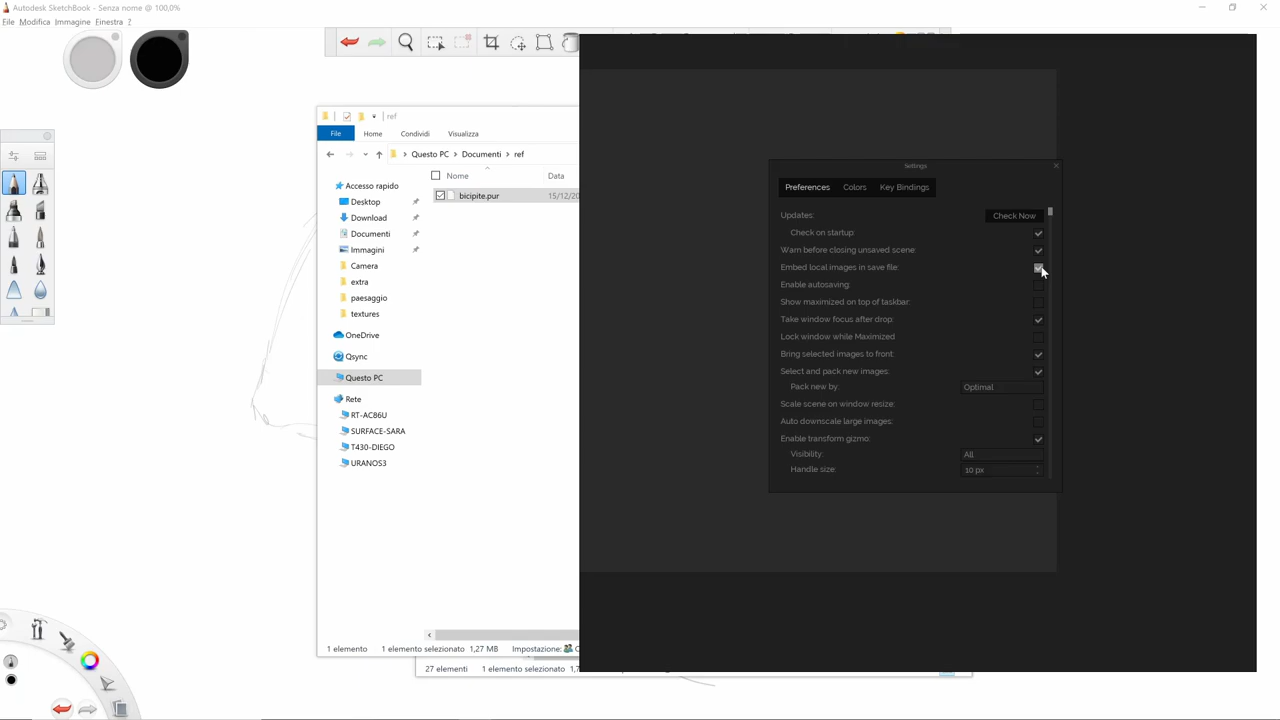 Autodesk SketchBook - Senza nome @ 100,0%
File Modifica Immagine Finestra ?
ref
File Home Condividi Visualizza
Questo PC > Documenti > ref
Nome Data
bicipite.pur 15/12/20
Accesso rapido
Desktop
Download
Documenti
Immagini
Camera
extra
paesaggio
textures
OneDrive
Qsync
Questo PC
Rete
RT-AC86U
SURFACE-SARA
T430-DIEGO
URANOS3
1 elemento 1 elemento selezionato 1,27 MB Impostazione:
27 elementi 1 elemento selezionato 1,7
Settings
Preferences Colors Key Bindings
Updates: Check Now
Check on startup
Warn before closing unsaved scene:
Embed local images in save file:
Enable autosaving:
Show maximized on top of taskbar:
Take window focus after drop:
Lock window while Maximized
Bring selected images to front:
Select and pack new images:
Pack new by: Optimal
Scale scene on window resize:
Auto downscale large images:
Enable transform gizmo:
Visibility: All
Handle size: 10 px